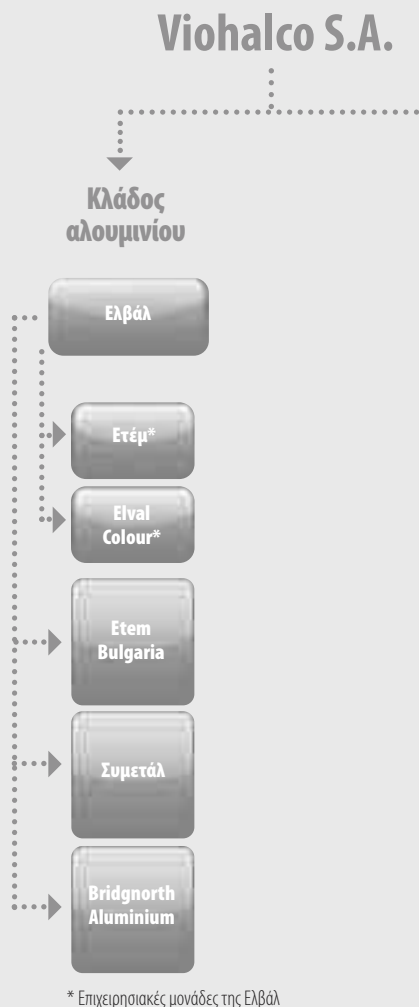 Viohalco S.A.
Κλάδος
αλουμινίου
Ελβάλ
Ετέμ*
Elval
Colour*
Etem
Bulgaria
Συμετάλ
Bridgnorth
Aluminium
* Επιχειρησιακές μονάδες της Ελβάλ